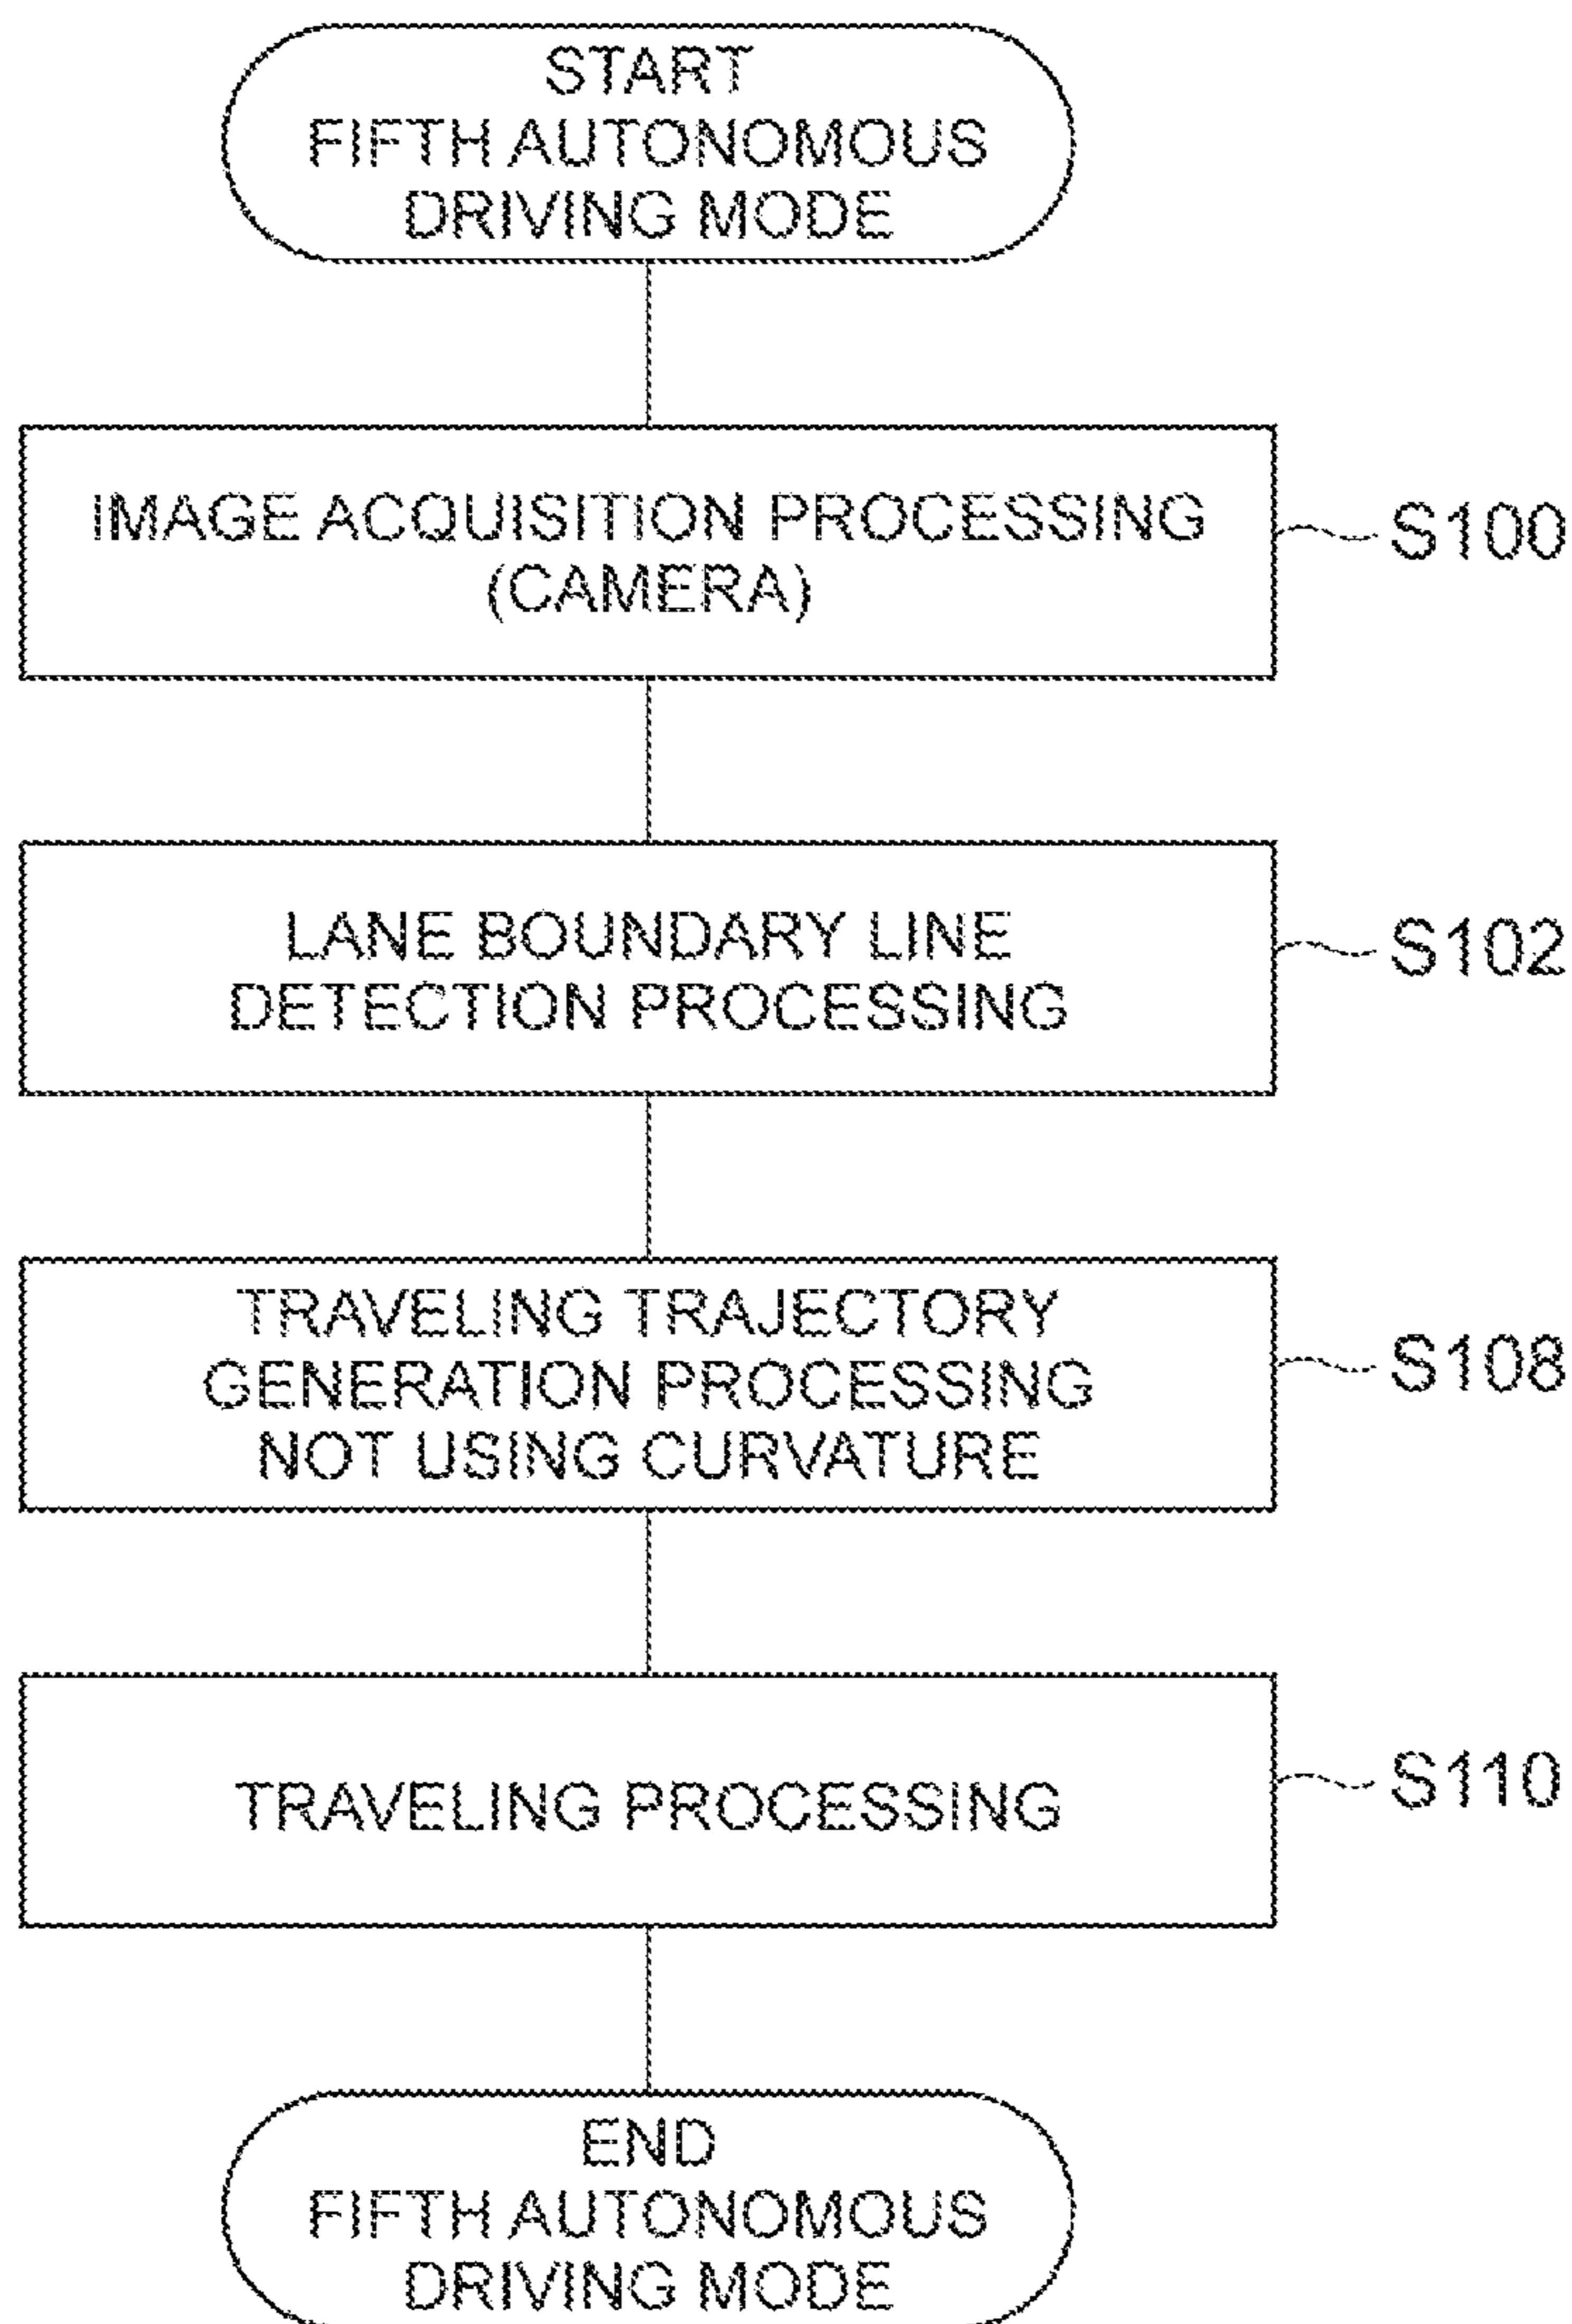 START
FIFTH AUTONOMOUS
DRIVING MODE
IMAGE ACQUISITION PROCESSING
(CAMERA)
S100
LANE BOUNDARY LINE
DETECTION PROCESSING
S102
TRAVELING TRAJECTORY
GENERATION PROCESSING
NOT USING CURVATURE
S108
TRAVELING PROCESSING
S110
END
FIFTH AUTONOMOUS
DRIVING MODE